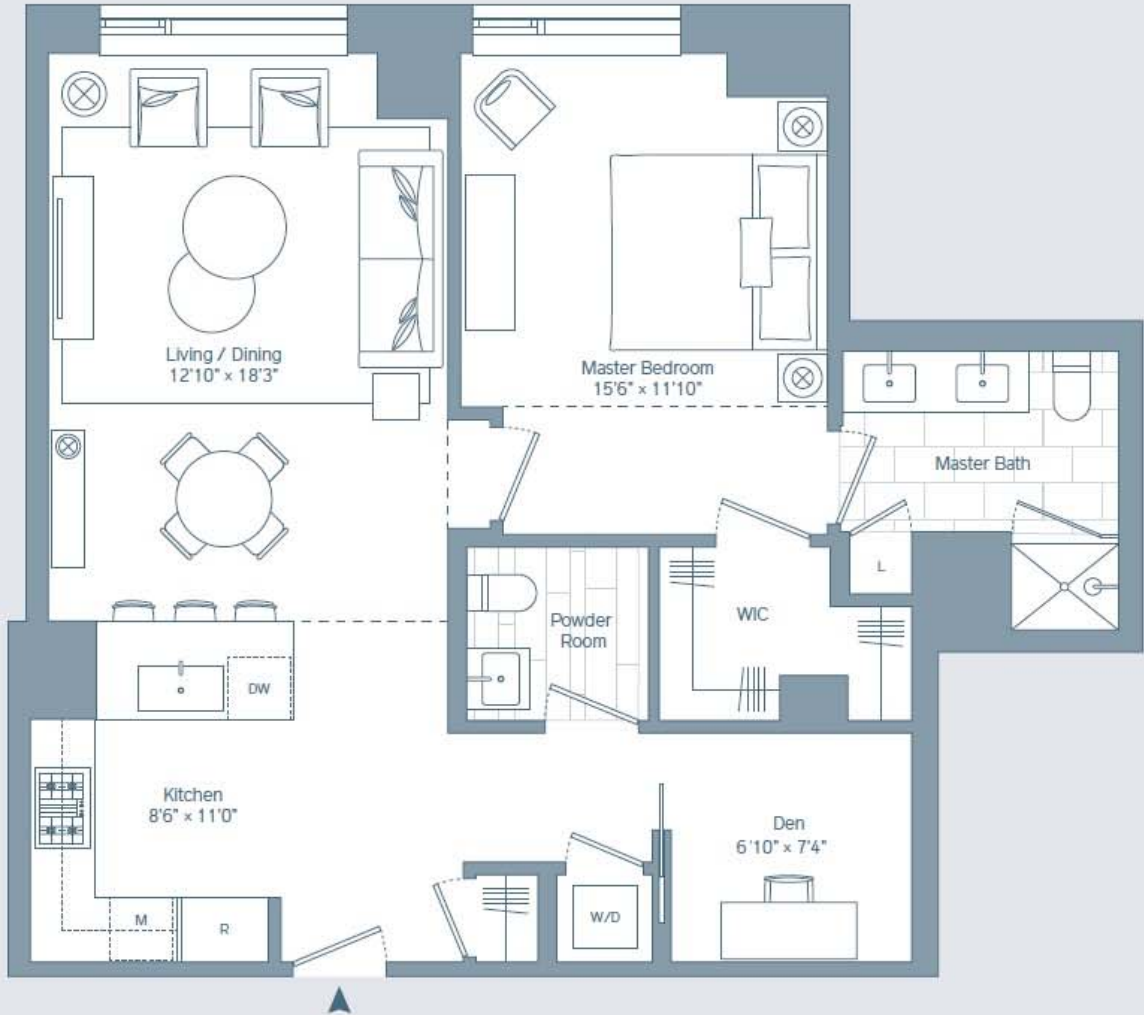 Living / Dining
12'10" × 18'3"
Master Bedroom
15'6" × 11'10"
Master Bath
L
WIC
Powder
Room
DW
Kitchen
8'6" × 11'0"
Den
6'10" × 7'4"
M
R
W/D